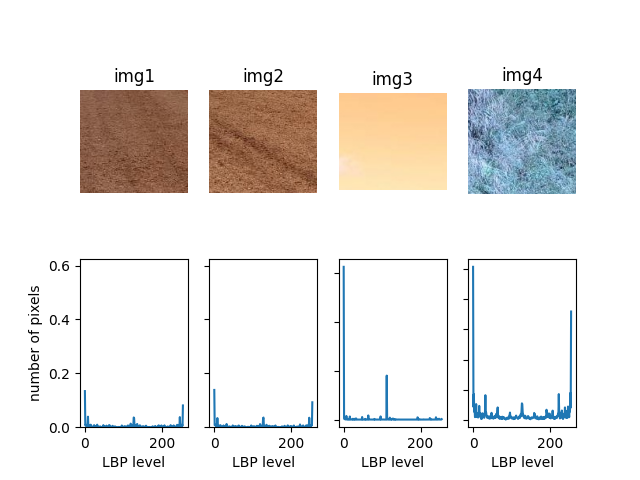 img1 img2 img3 img4
0.6
0.4
0.2
0.0
number of pixels
0 200 0 200 0 200 0 200
LBP level LBP level LBP level LBP level